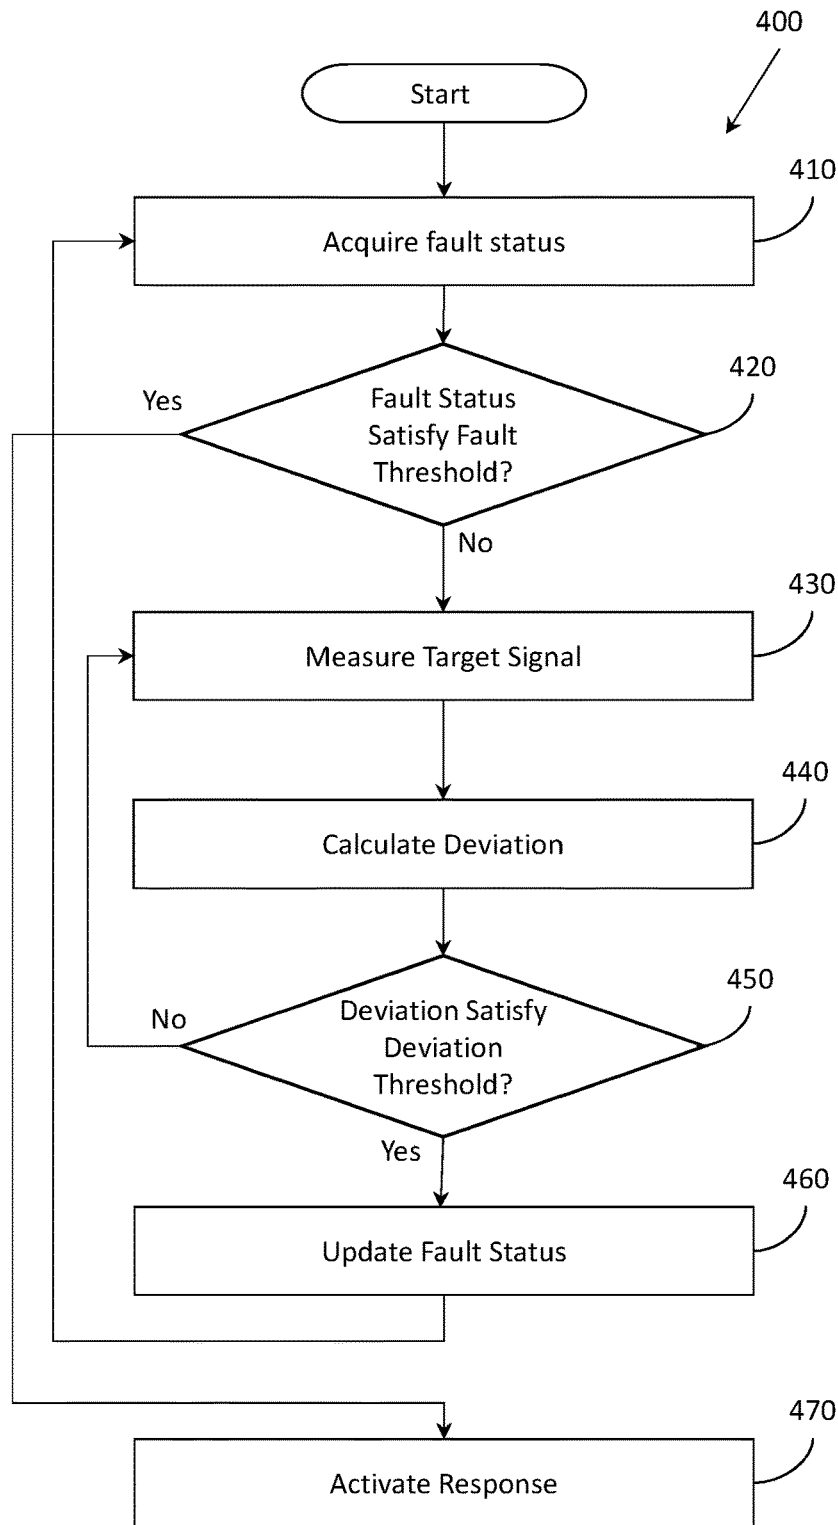 400
Start
410
Acquire fault status
420
Yes
Fault Status
Satisfy Fault
Threshold?
No
430
Measure Target Signal
440
Calculate Deviation
450
No
Deviation Satisfy
Deviation
Threshold?
Yes
460
Update Fault Status
470
Activate Response